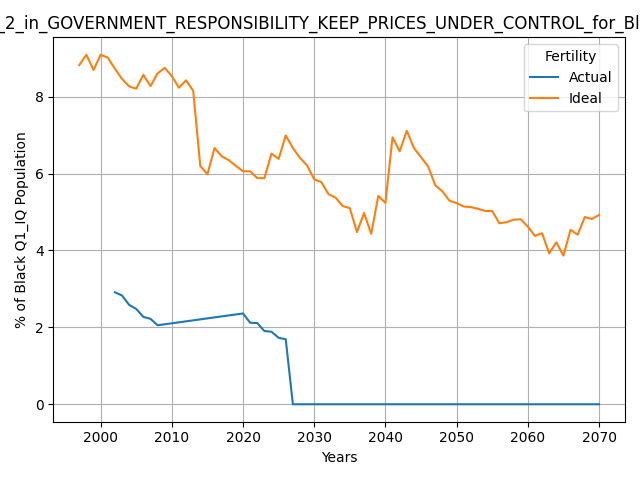 _2_in_GOVERNMENT_RESPONSIBILITY_KEEP_PRICES_UNDER_CONTROL_for_Bl
Fertility
Actual
Ideal
% of Black Q1_IQ Population
8
6
4
2
0
2000 2010 2020 2030 2040 2050 2060 2070
Years